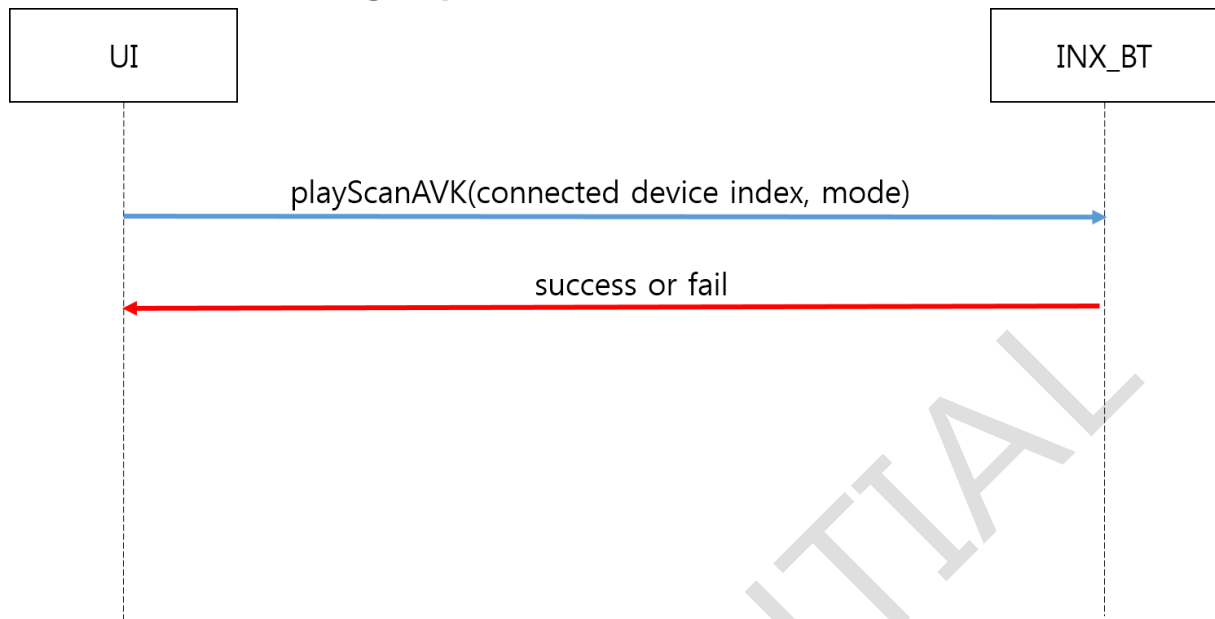 UI
INX_BT
playScanAVK(connected device index, mode)
success or fail